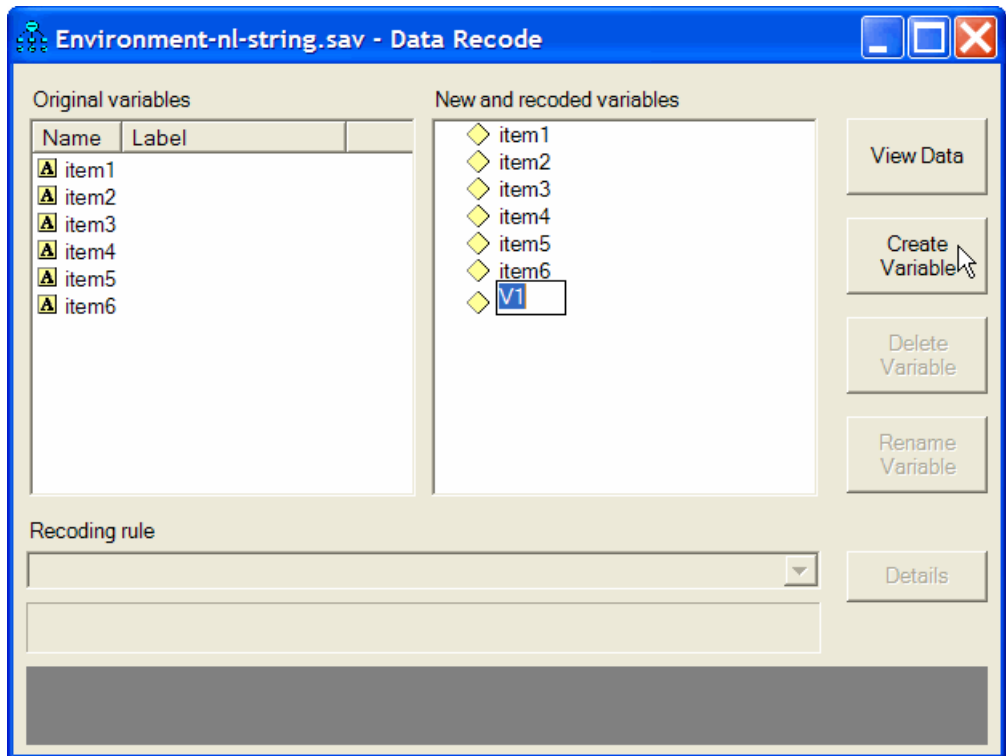 Environment-nl-string.sav - Data Recode
Original variables
New and recoded variables
Name Label
A item1
A item2
A item3
A item4
A item5
A item6
item1
item2
item3
item4
item5
item6
V1
View Data
Create
Variable
Delete
Variable
Rename
Variable
Recoding rule
Details